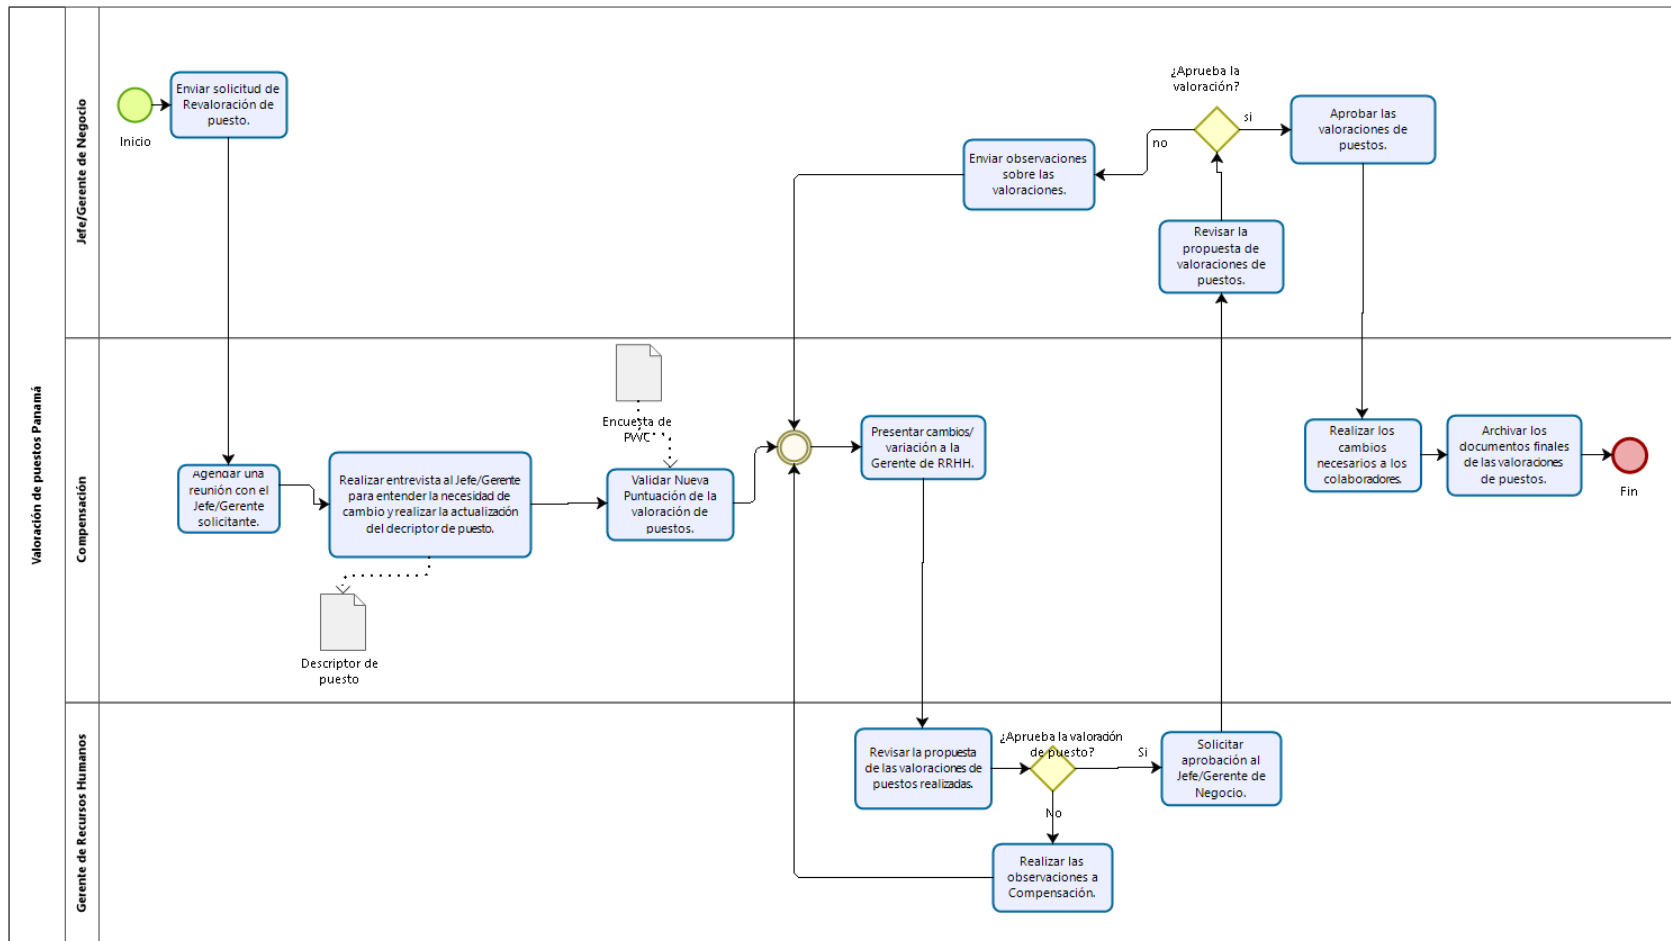 Valoración de puestos Panamá
Jefe/Gerente de Negocio
Inicio
Enviar solicitud de
Revaloración de
puesto.
Enviar observaciones
sobre las
valoraciones.
no
¿Aprueba la
valoración?
si
Aprobar las
valoraciones de
puestos.
Revisar la
propuesta de
valoraciones de
puestos.
Compensación
Agendar una
reunión con el
Jefe/Gerente
solicitante.
Realizar entrevista al Jefe/Gerente
para entender la necesidad de
cambio y realizar la actualización
del decriptor de puesto.
Descriptor de
puesto
Encuesta de
PWC
Validar Nueva
Puntuación de la
valoración de
puestos.
Presentar cambios/
variación a la
Gerente de RRHH.
Realizar los
cambios
necesarios a los
colaboradores.
Archivar los
documentos finales
de las valoraciones
de puestos.
Fin
Gerente de Recursos Humanos
Revisar la propuesta
de las valoraciones de
puestos realizadas.
¿Aprueba la valoración
de puesto?
Si
No
Solicitar
aprobación al
Jefe/Gerente de
Negocio.
Realizar las
observaciones a
Compensación.